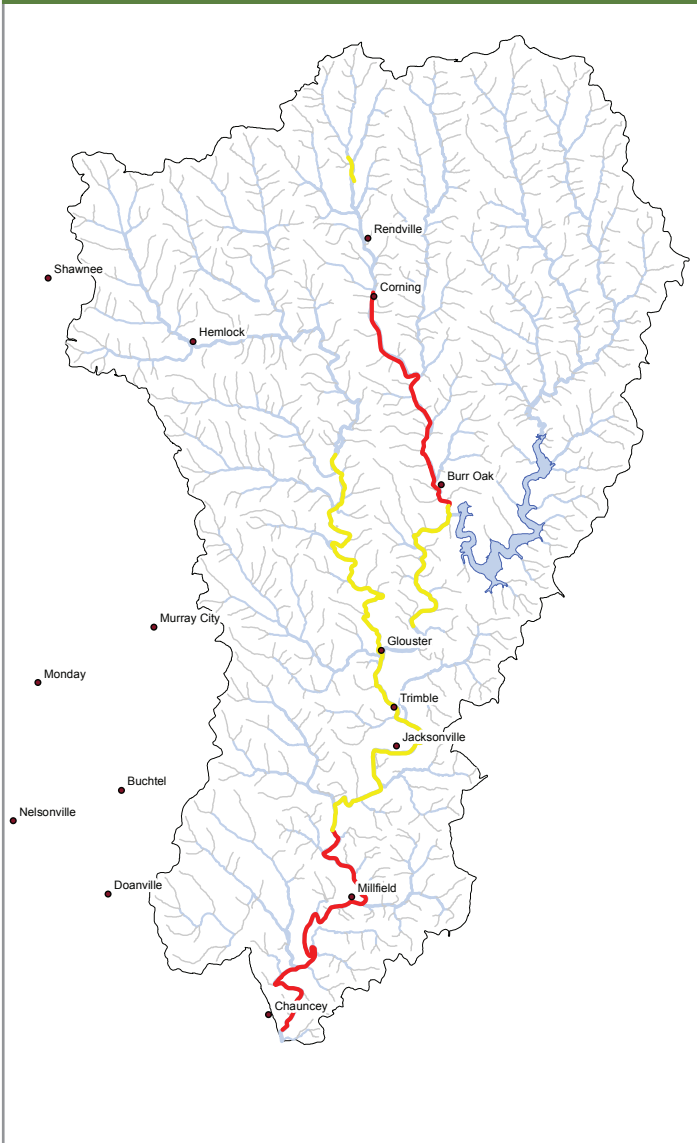 Rendville
Shawnee
Corning
Hemlock
Burr Oak
Murray City
Glouster
Monday
Trimble
Jacksonville
Buchtel
Nelsonville
Doanville
Millfield
Chauncey